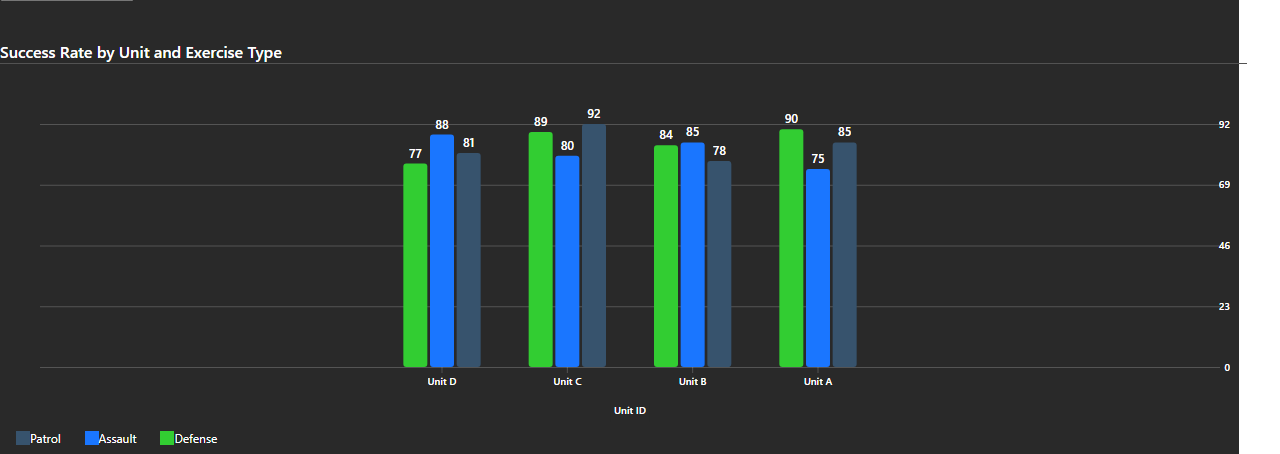 Success Rate by Unit and Exercise Type
77 88 81 89 80 92 84 85 78 90 75 85
92
69
46
23
0
Unit D Unit C Unit B Unit A
Unit ID
Patrol Assault Defense